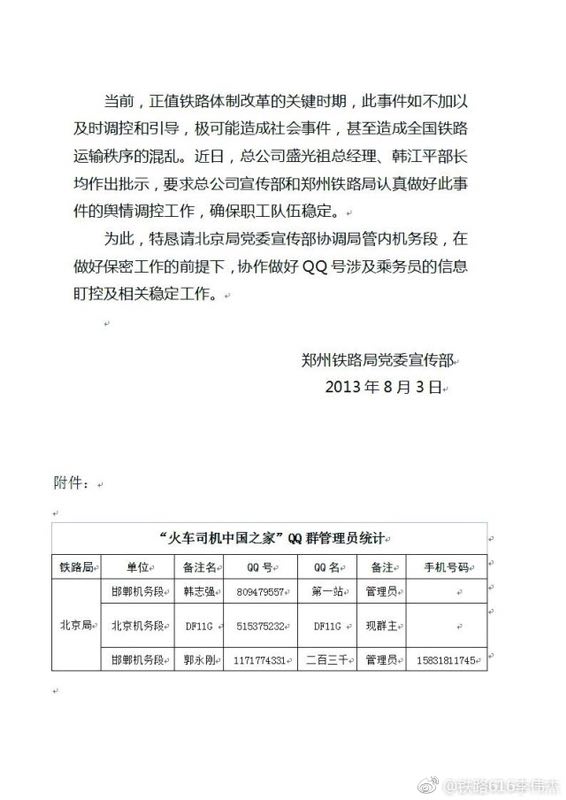 当前，正值铁路体制改革的关键时期，此事件如不加以
及时调控和引导，极可能造成社会事件，甚至造成全国铁路
运输秩序的混乱。近日，总公司盛光祖总经理、韩江平部长
均作出批示，要求总公司宣传部和郑州铁路局认真做好此事
件的舆情调控工作，确保职工队伍稳定。
为此，特恳请北京局党委宣传部协调局管内机务段，在
做好保密工作的前提下，协作做好QQ号涉及乘务员的信息
盯控及相关稳定工作。
郑州铁路局党委宣传部
2013年8月3日
附件：
“火车司机中国之家”QQ群管理员统计
铁路局 单位 备注名 QQ号 QQ名 备注 手机号码
邯郸机务段 韩志强 809479557 第一站 管理员
北京局 北京机务段 DF11G 515375232 DF11G 现群主
邯郸机务段 郭永刚 1171774331 二百三千 管理员 15831811745
@铁路616李伟杰